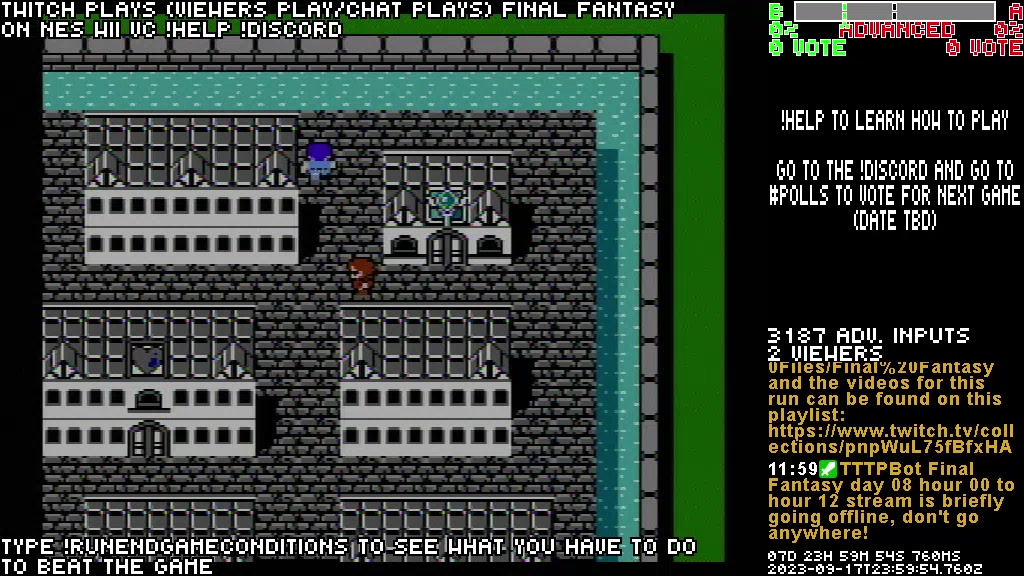 TWITCH PLAYS (VIEWERS PLAY/CHAT PLAYS) FINAL FANTASY
ON NES WII VC !HELP !DISCORD
B A
0% ADVANCED 0%
0 VOTE 0 VOTE
!HELP TO LEARN HOW TO PLAY
GO TO THE !DISCORD AND GO TO
#POLLS TO VOTE FOR NEXT GAME
(DATE TBD)
3187 ADV. INPUTS
2 VIEWERS
0Files/Final%20Fantasy
and the videos for this
run can be found on this
playlist:
https://www.twitch.tv/coll
ections/pnpWuL75fBfxHA
11:59 TTTPBot Final
Fantasy day 08 hour 00 to
hour 12 stream is briefly
going offline, don't go
anywhere!
07D 23H 59M 54S 760MS
2023-09-17T23:59:54.760Z
TYPE !RUNENDGAMECONDITIONS TO SEE WHAT YOU HAVE TO DO
TO BEAT THE GAME